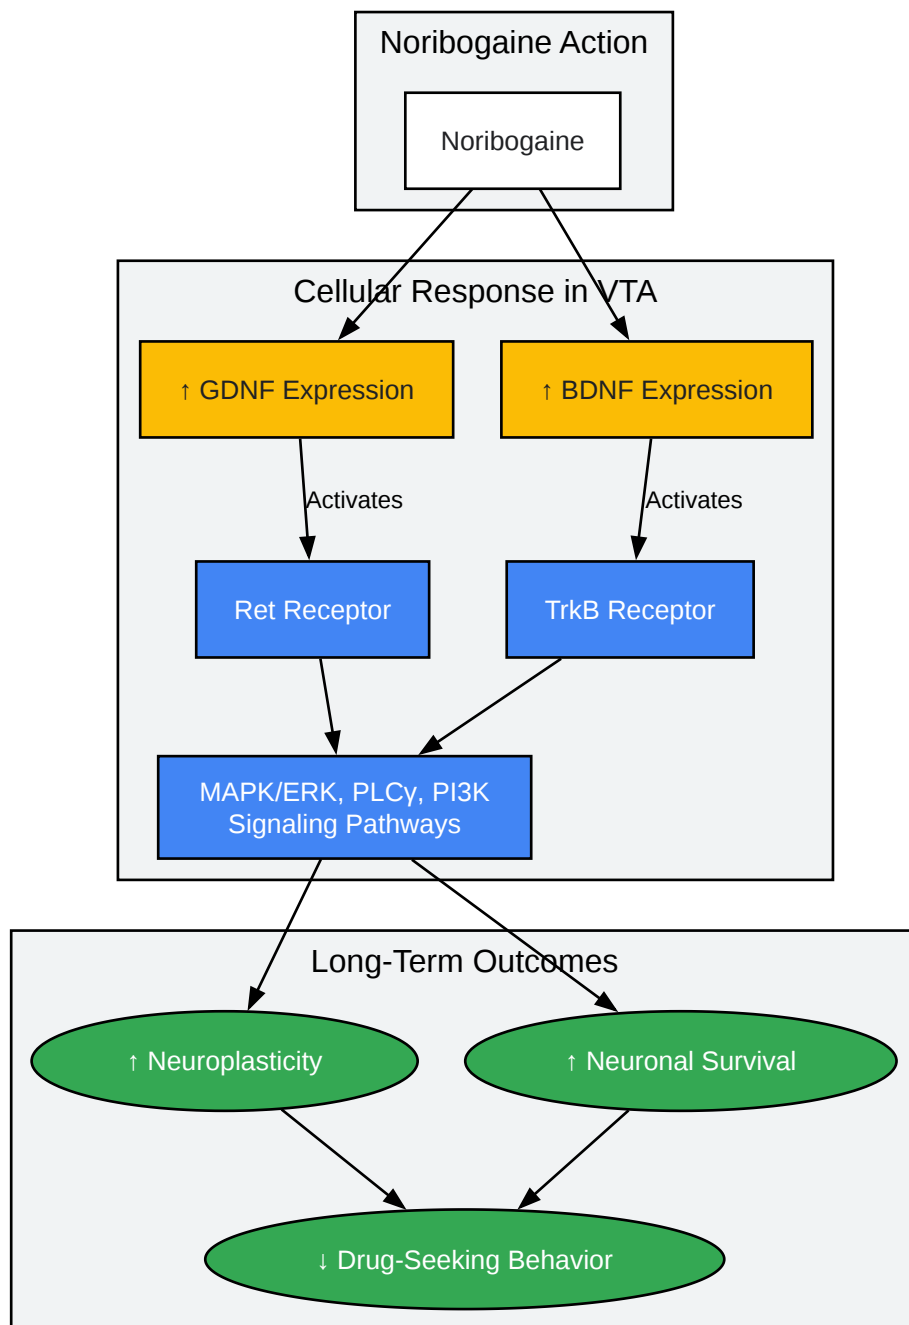 Noribogaine Action
Noribogaine
Cellular Response in VTA
↑ GDNF Expression
↑ BDNF Expression
Activates
Activates
Ret Receptor
TrkB Receptor
MAPK/ERK, PLCγ, PI3K
Signaling Pathways
Long-Term Outcomes
↑ Neuroplasticity
↑ Neuronal Survival
↓ Drug-Seeking Behavior